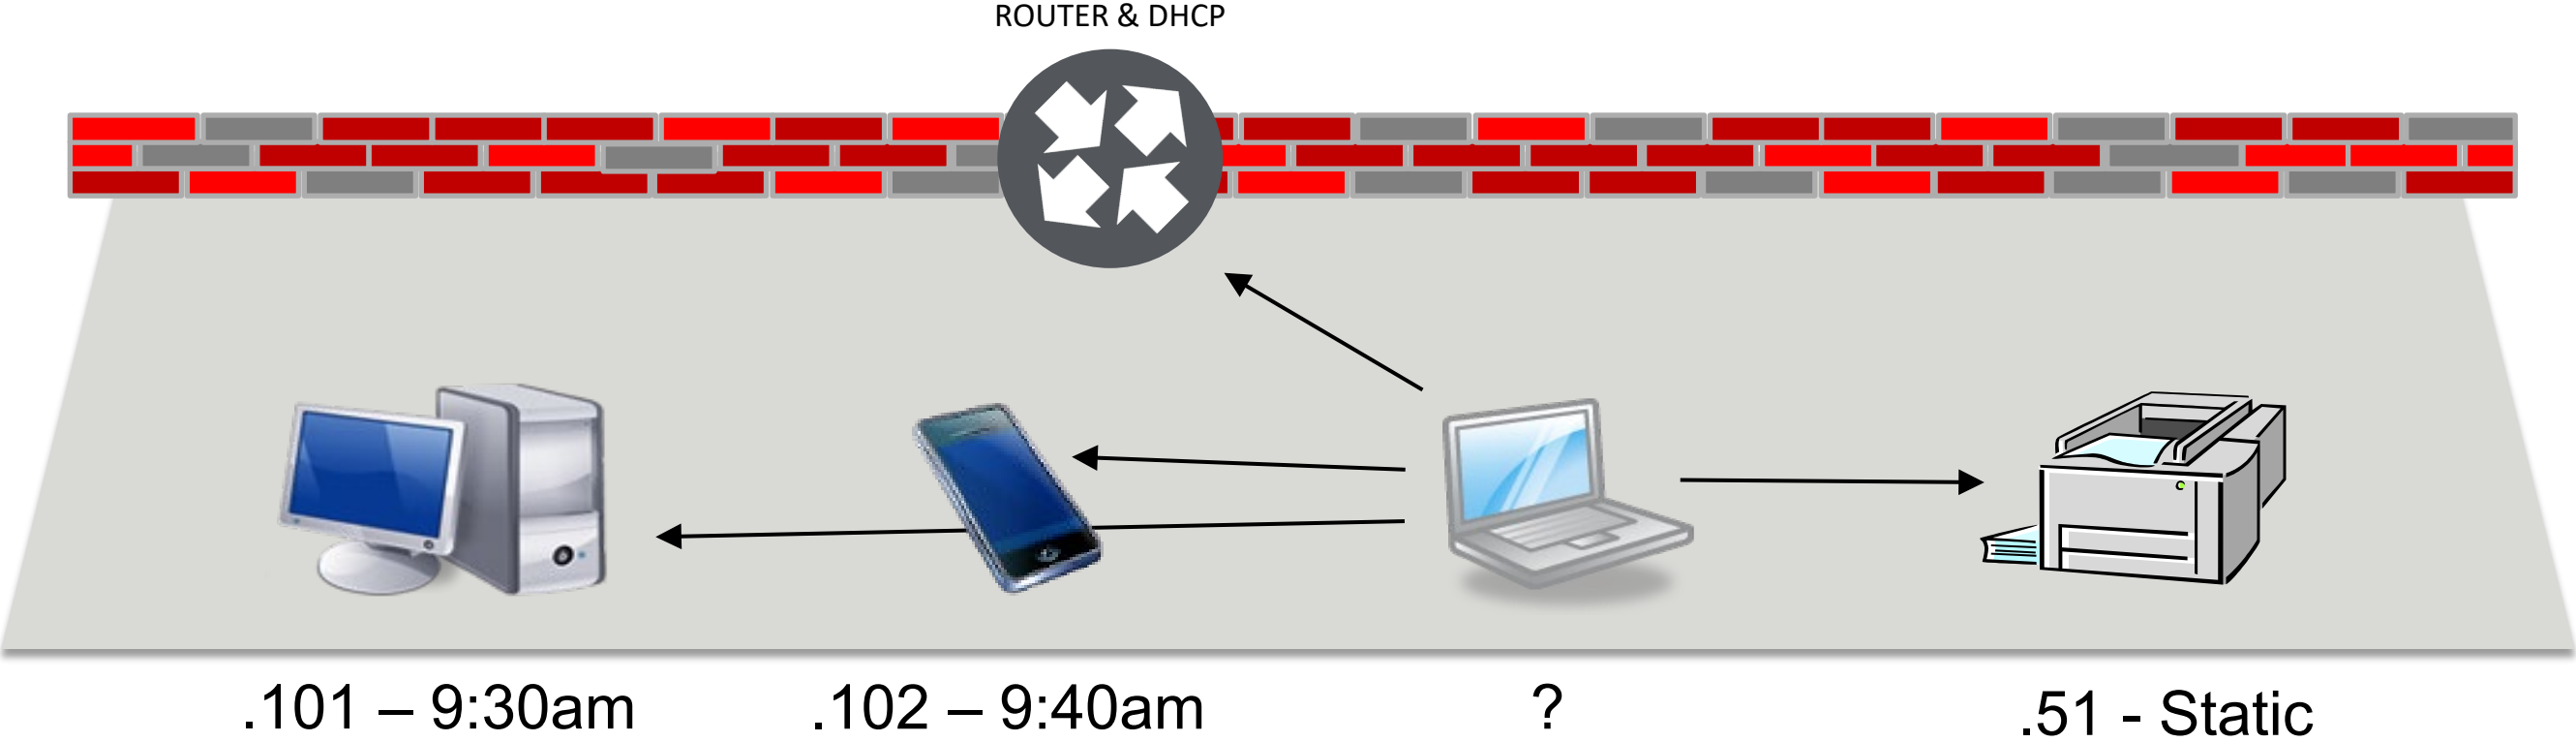 ROUTER & DHCP
.101 – 9:30am
.102 – 9:40am
?
.51 - Static